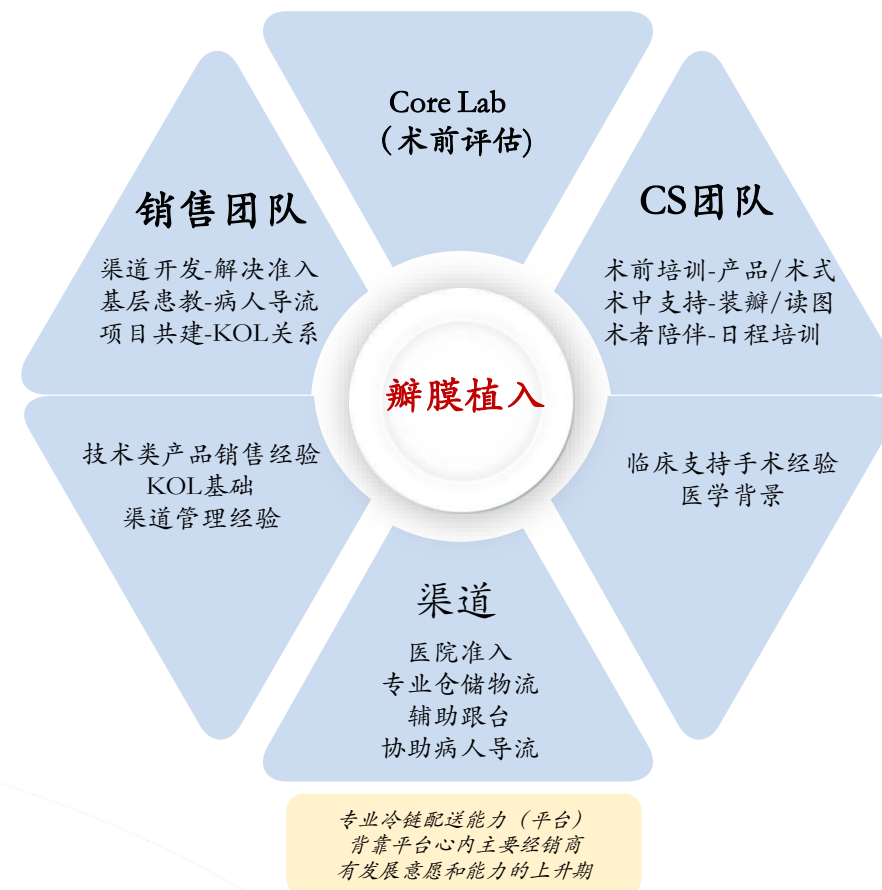 Core Lab
（术前评估)
销售团队
渠道开发-解决准入
基层患教-病人导流
项目共建-KOL关系
CS团队
术前培训-产品/术式
术中支持-装瓣/读图
术者陪伴-日程培训
瓣膜植入
技术类产品销售经验
KOL基础
渠道管理经验
临床支持手术经验
医学背景
渠道
医院准入
专业仓储物流
辅助跟台
协助病人导流
专业冷链配送能力（平台）
背靠平台心内主要经销商
有发展意愿和能力的上升期